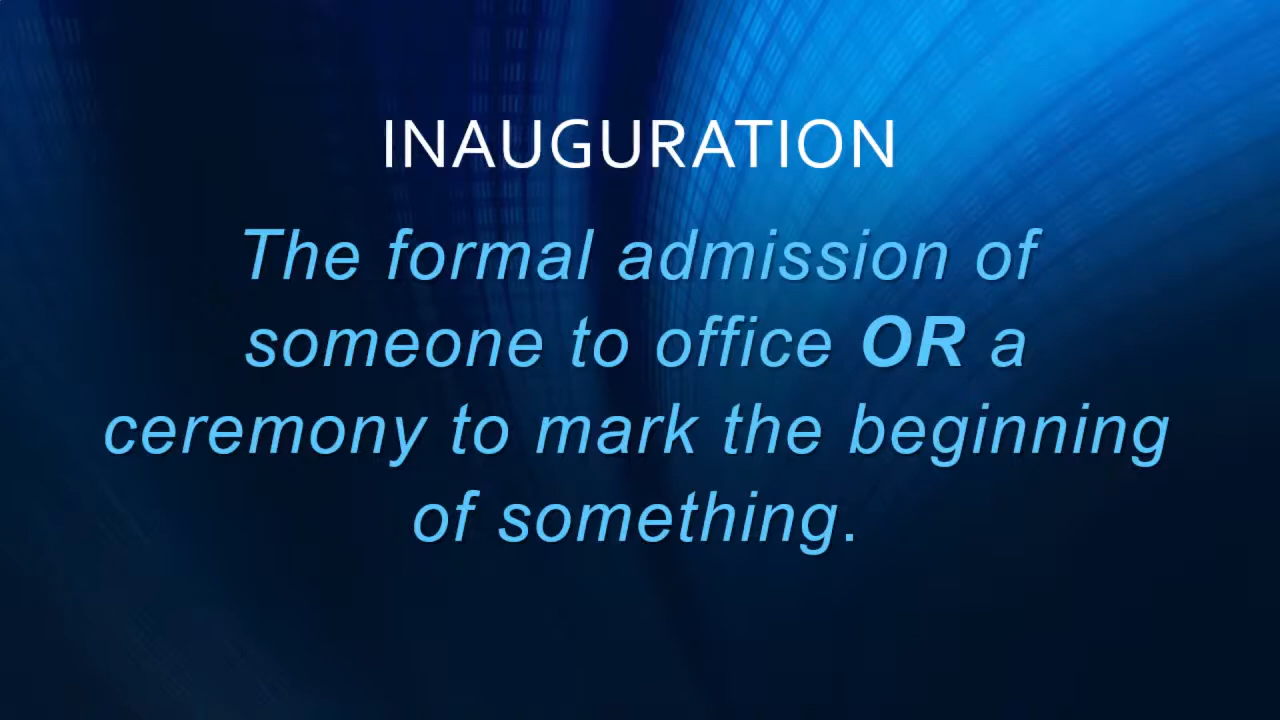 INAUGURATION
The formal admission of
someone to office OR a
ceremony to mark the beginning
of something.